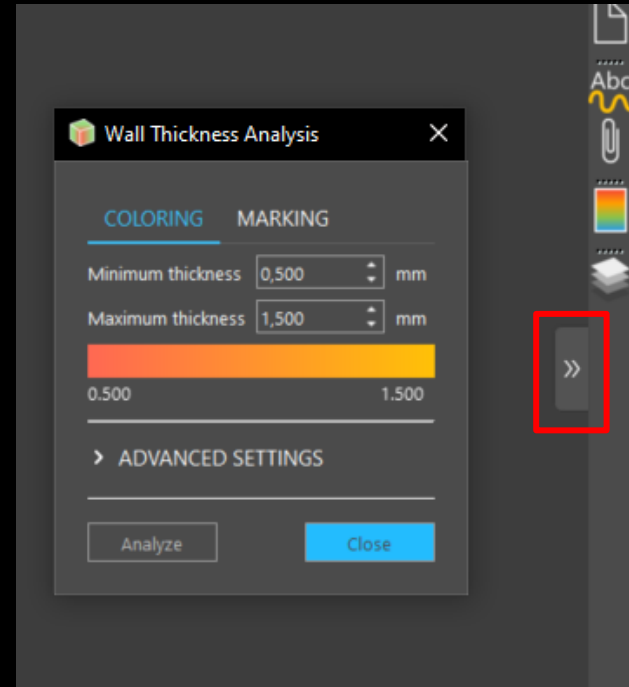 Abc
Wall Thickness Analysis
COLORING MARKING
Minimum thickness 0,500 mm
Maximum thickness 1,500 mm
0.500 1.500
ADVANCED SETTINGS
Analyze Close